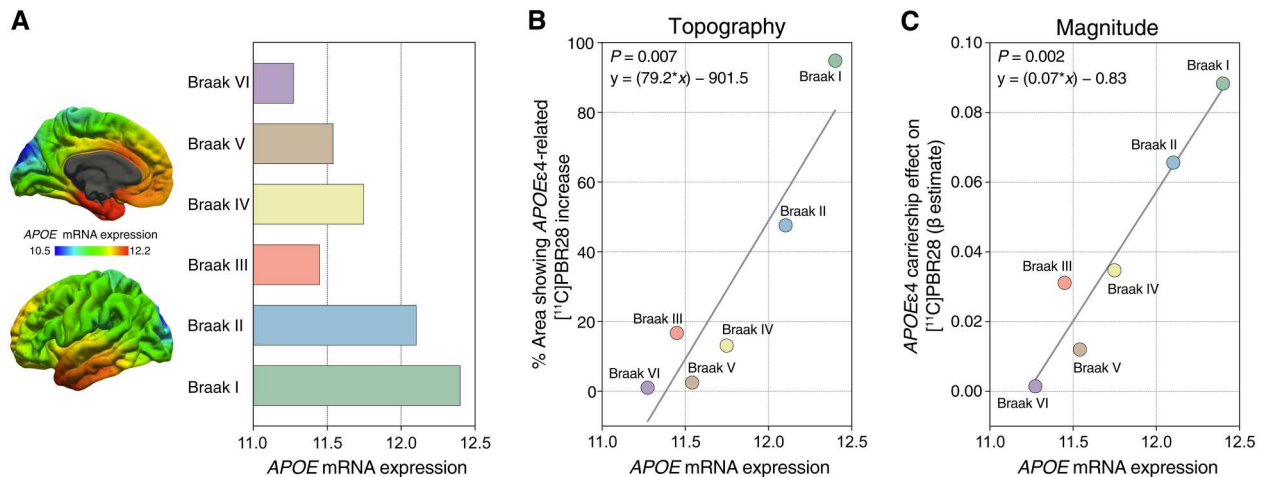 A
Braak VI
Braak V
Braak IV
Braak III
Braak II
Braak I
11.0 11.5 12.0 12.5
APOE mRNA expression
APOE mRNA expression
10.5 12.2
B
Topography
P = 0.007
y = (79.2*x) − 901.5
% Area showing APOEε4-related
[¹¹C]PBR28 increase
100
80
60
40
20
0
Braak I
Braak II
Braak III
Braak IV
Braak V
Braak VI
11.0 11.5 12.0 12.5
APOE mRNA expression
C
Magnitude
P = 0.002
y = (0.07*x) − 0.83
APOEε4 carriership effect on
[¹¹C]PBR28 (β estimate)
0.10
0.08
0.06
0.04
0.02
0.00
Braak I
Braak II
Braak III
Braak IV
Braak V
Braak VI
11.0 11.5 12.0 12.5
APOE mRNA expression